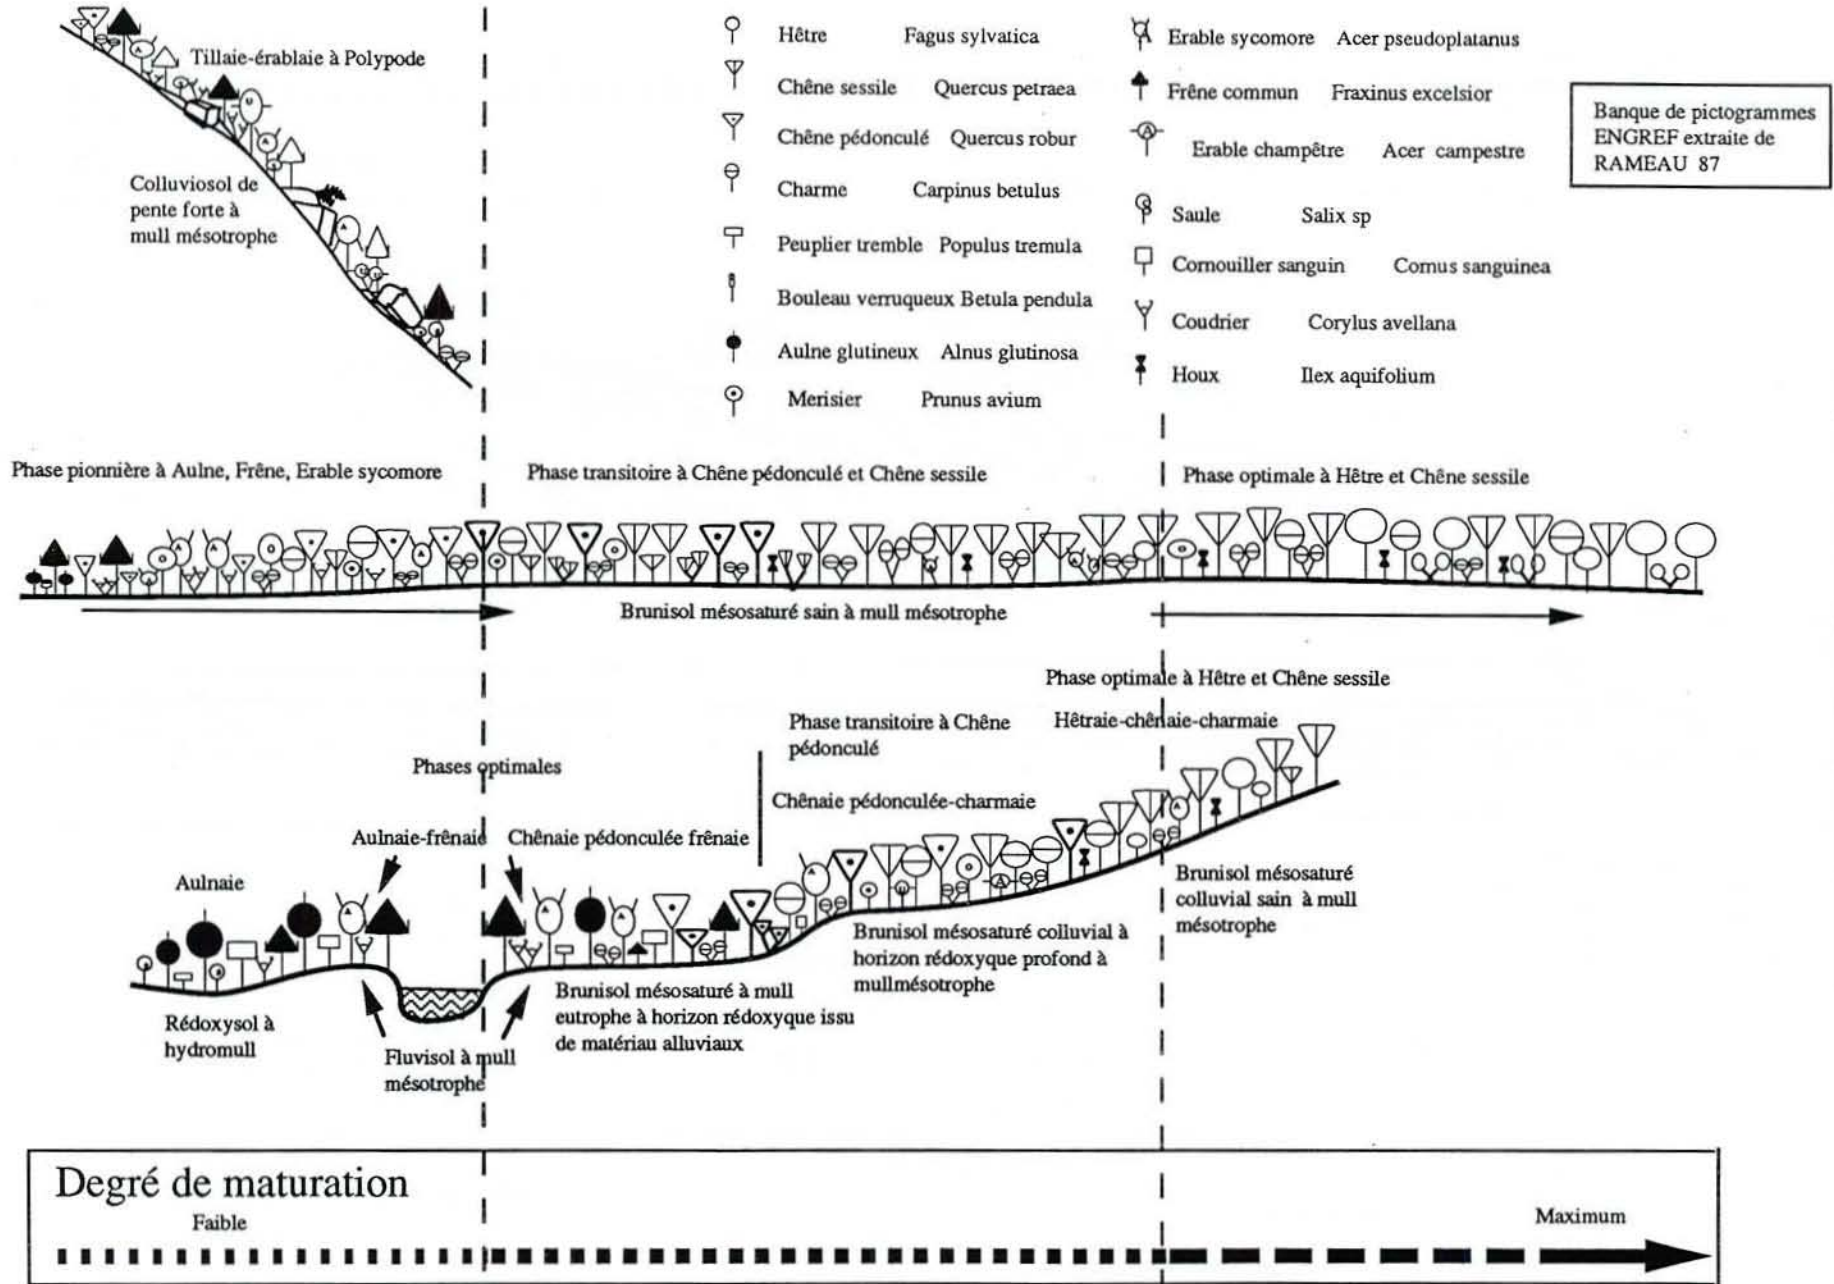 Tillaie-érablaie à Polypode
Colluviosol de
pente forte à
mull mésotrophe
Hêtre Fagus sylvatica
Chêne sessile Quercus petraea
Chêne pédonculé Quercus robur
Charme Carpinus betulus
Peuplier tremble Populus tremula
Bouleau verruqueux Betula pendula
Aulne glutineux Alnus glutinosa
Merisier Prunus avium
Erable sycomore Acer pseudoplatanus
Frêne commun Fraxinus excelsior
Erable champêtre Acer campestre
Saule Salix sp
Cornouiller sanguin Cornus sanguinea
Coudrier Corylus avellana
Houx Ilex aquifolium
Banque de pictogrammes
ENGREF extraite de
RAMEAU 87
Phase pionnière à Aulne, Frêne, Erable sycomore
Phase transitoire à Chêne pédonculé et Chêne sessile
Phase optimale à Hêtre et Chêne sessile
Brunisol mésosaturé sain à mull mésotrophe
Phase optimale à Hêtre et Chêne sessile
Phase transitoire à Chêne
pédonculé
Hêtraie-chênaie-charmaie
Phases optimales
Chênaie pédonculée-charmaie
Aulnaie-frênaie
Chênaie pédonculée frênaie
Aulnaie
Brunisol mésosaturé
colluvial sain à mull
mésotrophe
Brunisol mésosaturé colluvial à
horizon rédoxyque profond à
mullmésotrophe
Brunisol mésosaturé à mull
eutrophe à horizon rédoxyque issu
de matériau alluviaux
Rédoxysol à
hydromull
Fluvisol à mull
mésotrophe
Degré de maturation
Faible
Maximum